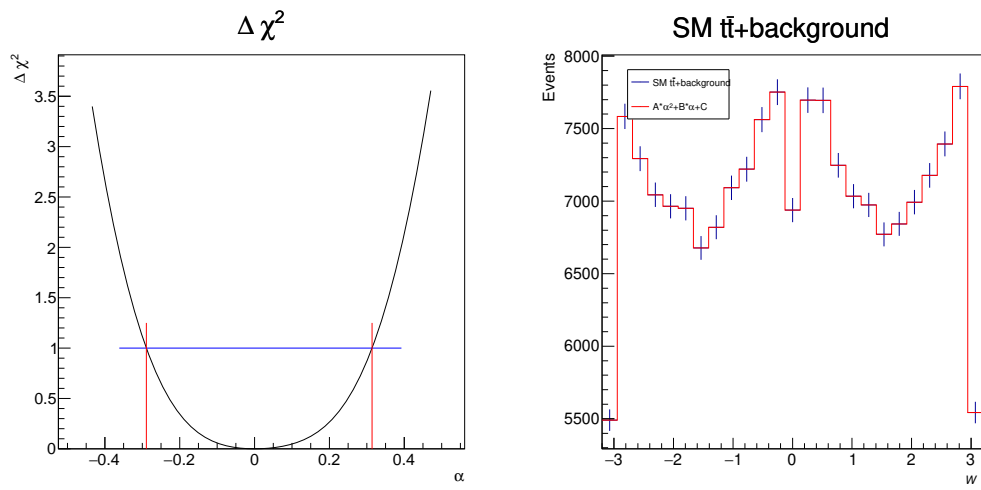 Δ χ²
Δ χ²
3.5
3
2.5
2
1.5
1
0.5
0
−0.4 −0.2 0 0.2 0.4
α
SM tt̄+background
Events
8000
7500
7000
6500
6000
5500
SM tt̄+background
A*α²+B*α+C
−3 −2 −1 0 1 2 3
w